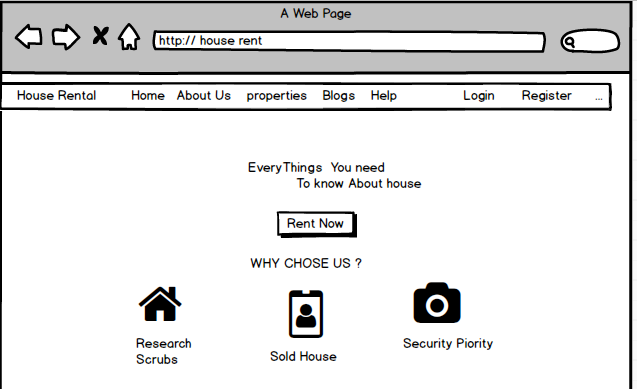 A Web Page
http:// house rent
House Rental Home About Us properties Blogs Help Login Register ...
EveryThings You need
To know About house
Rent Now
WHY CHOSE US ?
Research
Scrubs
Sold House
Security Piority